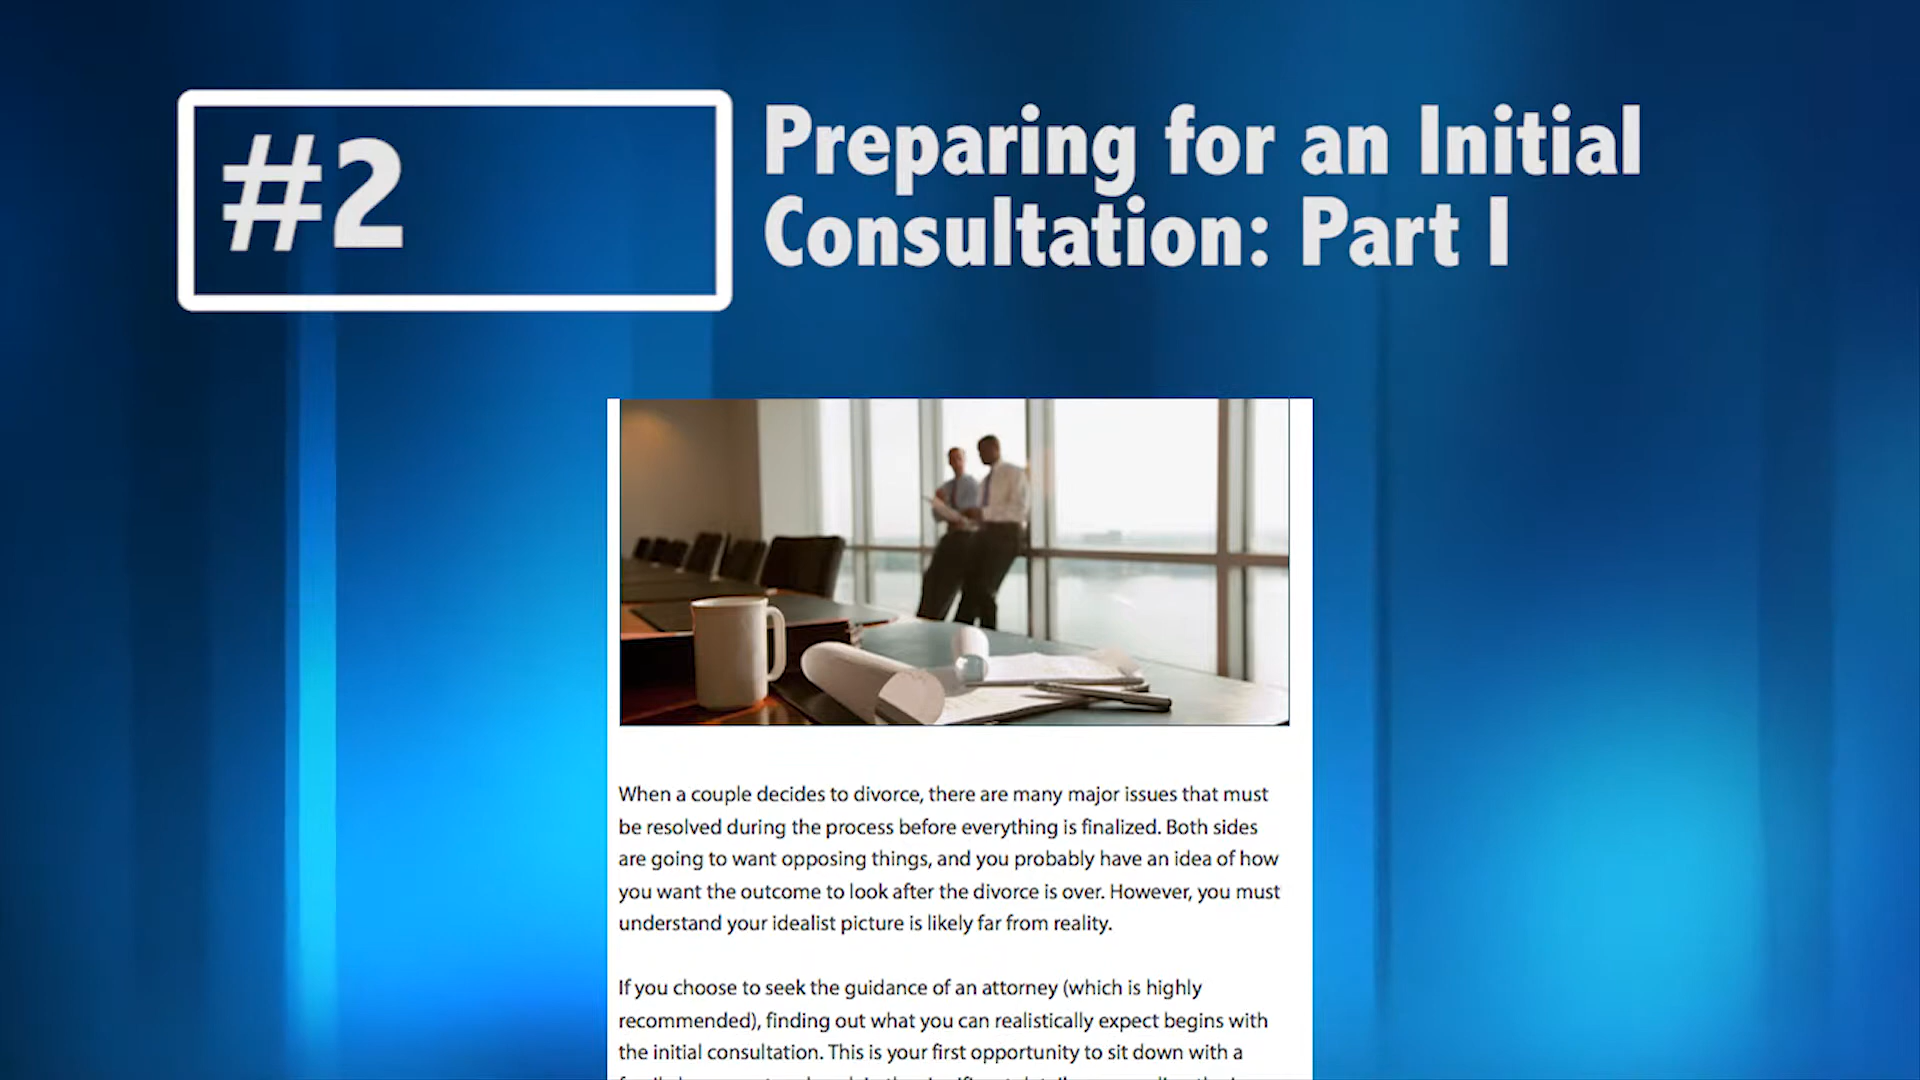 #2
Preparing for an Initial
Consultation: Part I
When a couple decides to divorce, there are many major issues that must
be resolved during the process before everything is finalized. Both sides
are going to want opposing things, and you probably have an idea of how
you want the outcome to look after the divorce is over. However, you must
understand your idealist picture is likely far from reality.
If you choose to seek the guidance of an attorney (which is highly
recommended), finding out what you can realistically expect begins with
the initial consultation. This is your first opportunity to sit down with a